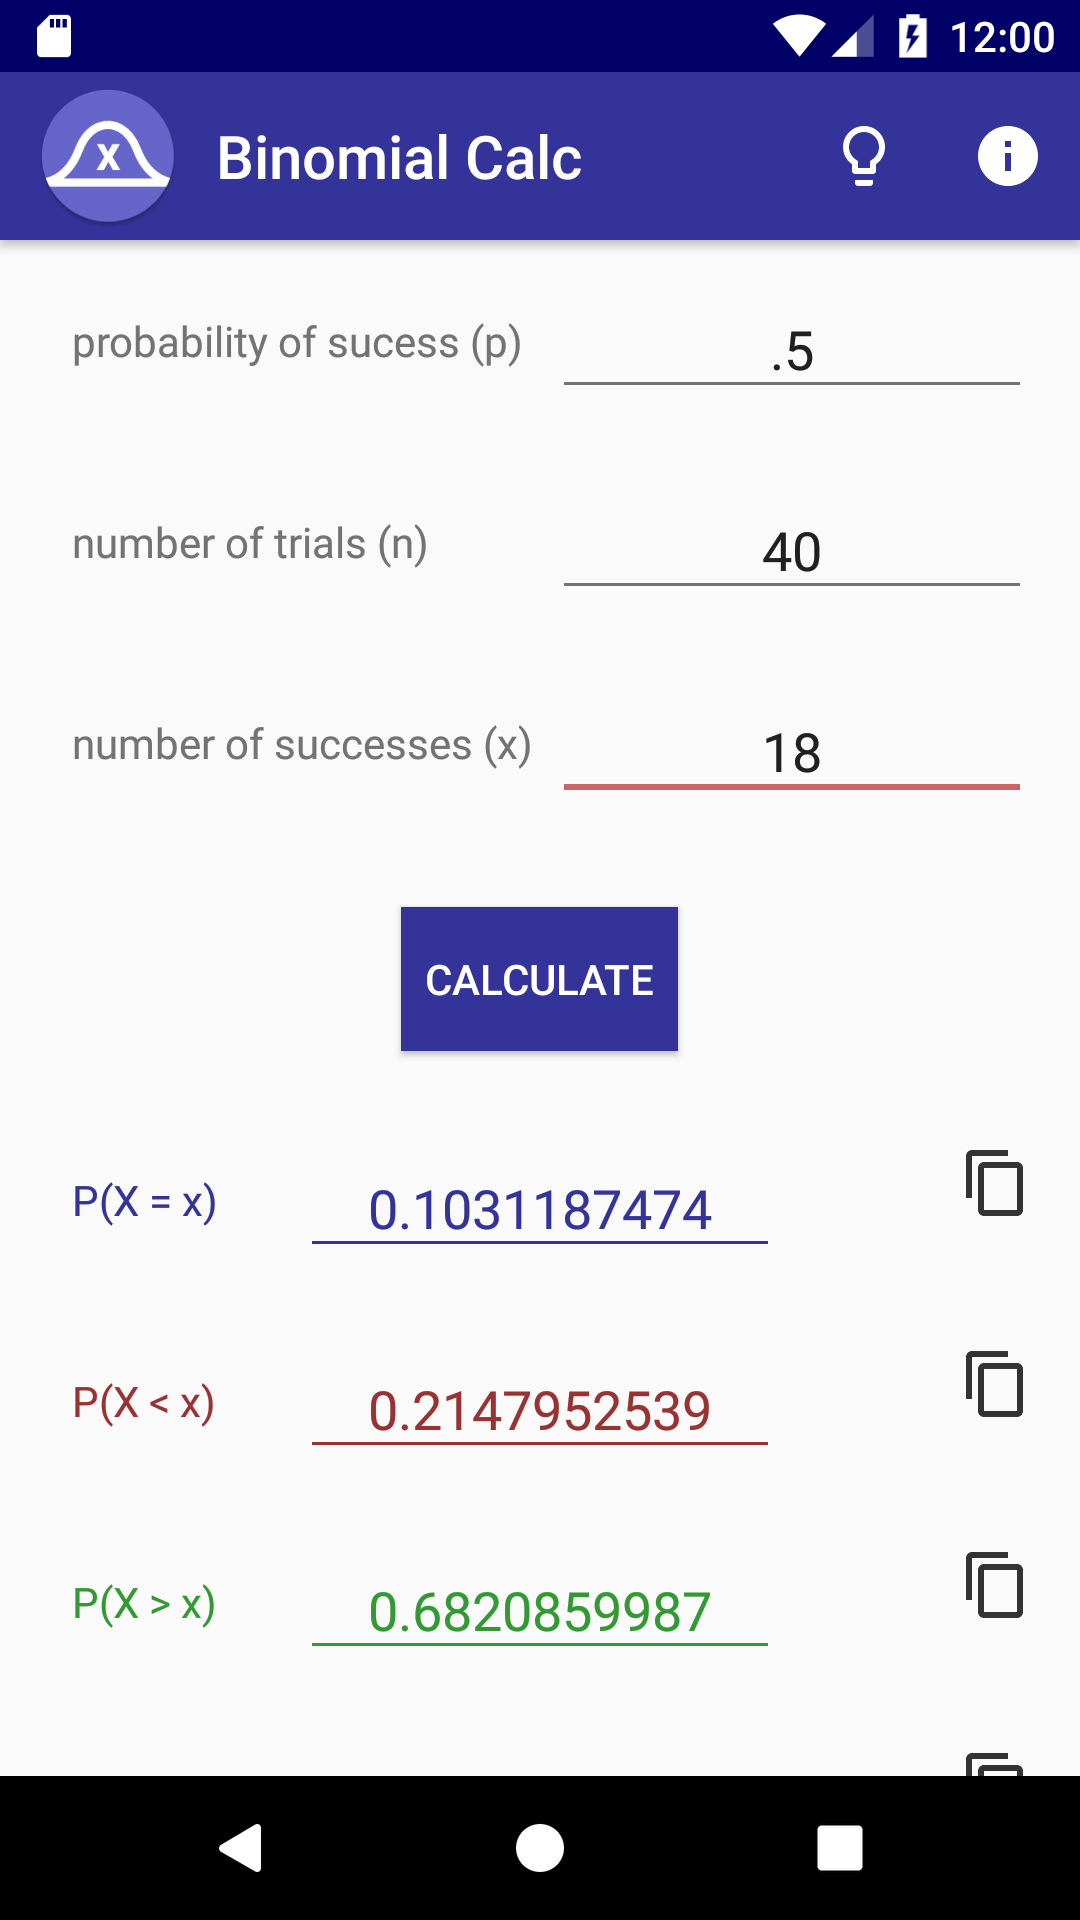 12:00
x Binomial Calc
probability of sucess (p) .5
number of trials (n) 40
number of successes (x) 18
CALCULATE
P(X = x) 0.1031187474
P(X < x) 0.2147952539
P(X > x) 0.6820859987